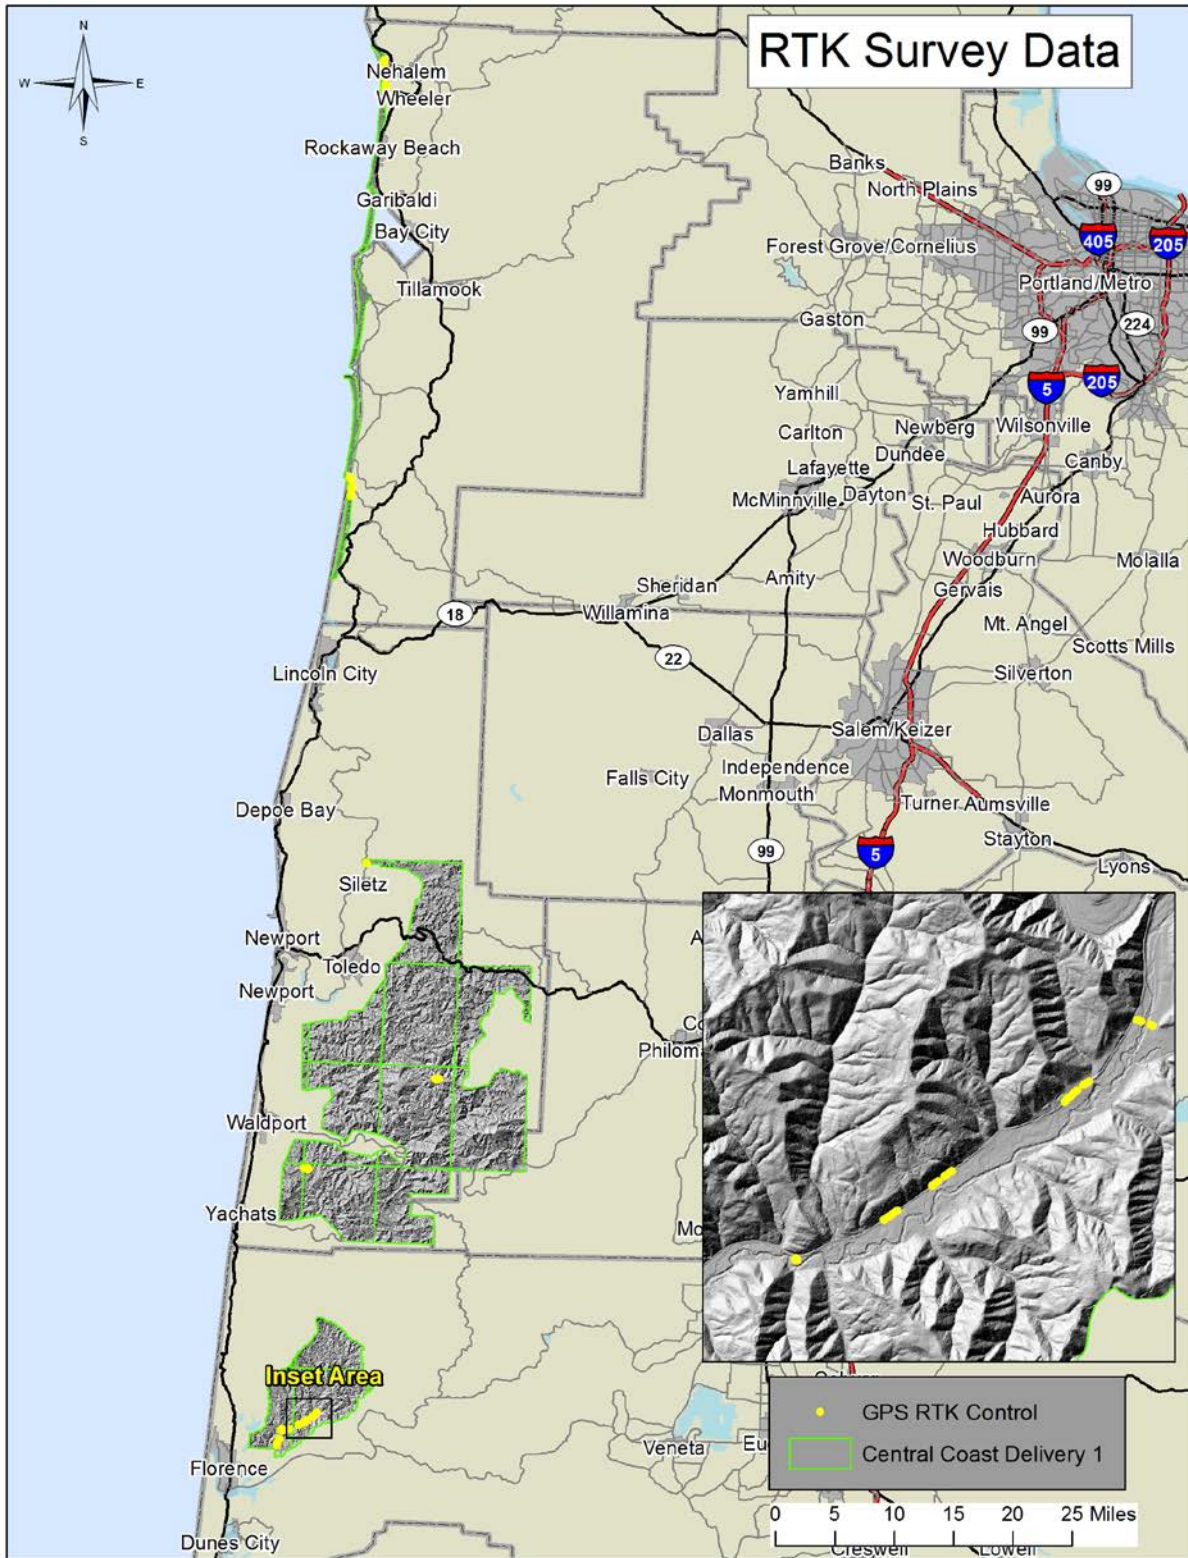 RTK Survey Data
N
W
E
S
Nehalem
Wheeler
Rockaway Beach
Garibaldi
Bay City
Tillamook
Banks
North Plains
99
405
205
Forest Grove/Cornelius
Portland/Metro
Gaston
99
224
5
205
Yamhill
Carlton
Newberg
Wilsonville
Dundee
Canby
Lafayette
McMinnville
Dayton
St. Paul
Aurora
Hubbard
Woodburn
Molalla
Sheridan
Amity
Gervais
Willamina
18
Mt. Angel
Scotts Mills
22
Silverton
Lincoln City
Dallas
Salem/Keizer
Falls City
Independence
Monmouth
Turner
Aumsville
Depoe Bay
Stayton
99
5
Lyons
Siletz
Newport
Toledo
Newport
Philom
Waldport
Yachats
Inset Area
GPS RTK Control
Central Coast Delivery 1
Florence
Veneta
Dunes City
0 5 10 15 20 25 Miles
Creswell
Lowell